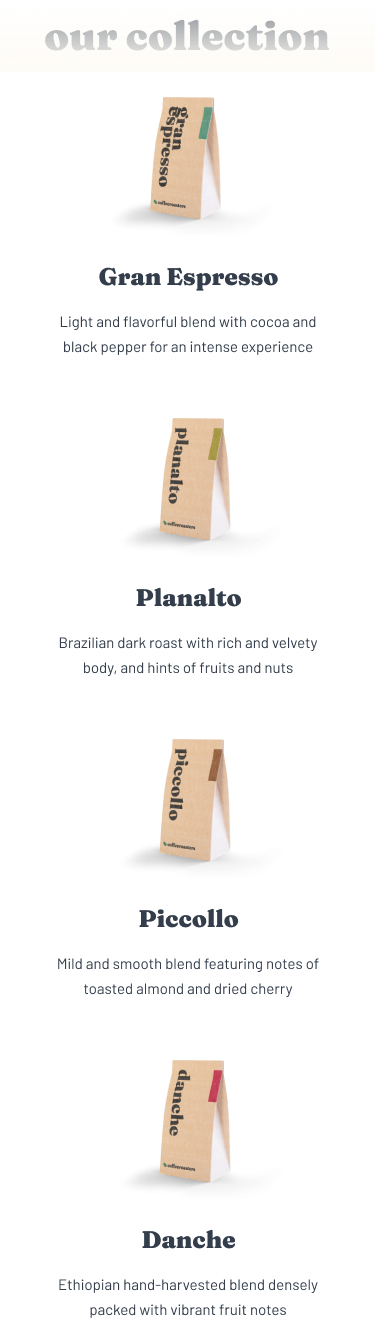 our collection
gran
espresso
coffeeroasters
Gran Espresso
Light and flavorful blend with cocoa and
black pepper for an intense experience
planalto
coffeeroasters
Planalto
Brazilian dark roast with rich and velvety
body, and hints of fruits and nuts
piccollo
coffeeroasters
Piccollo
Mild and smooth blend featuring notes of
toasted almond and dried cherry
danche
coffeeroasters
Danche
Ethiopian hand-harvested blend densely
packed with vibrant fruit notes